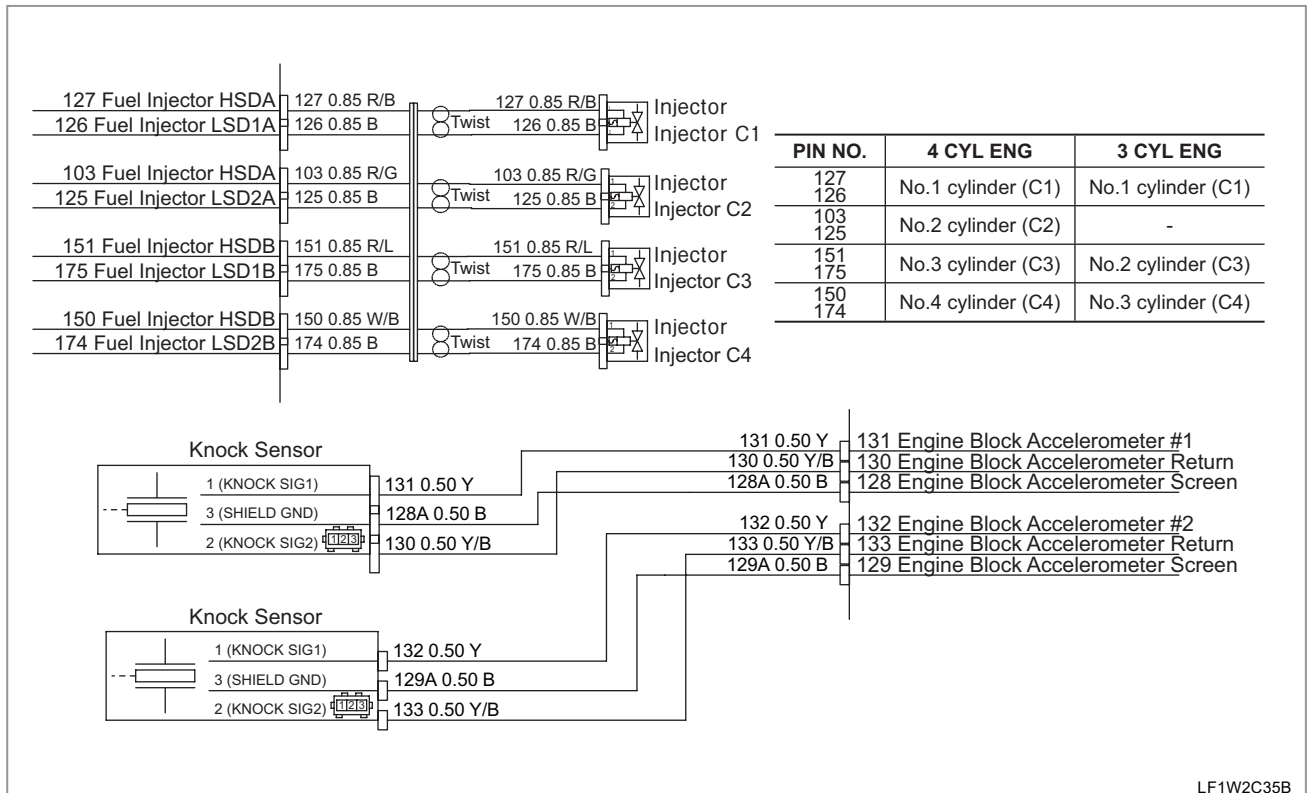 127 Fuel Injector HSDA 127 0.85 R/B 127 0.85 R/B Injector
126 Fuel Injector LSD1A 126 0.85 B Twist 126 0.85 B Injector C1
103 Fuel Injector HSDA 103 0.85 R/G 103 0.85 R/G Injector
125 Fuel Injector LSD2A 125 0.85 B Twist 125 0.85 B Injector C2
151 Fuel Injector HSDB 151 0.85 R/L 151 0.85 R/L Injector
175 Fuel Injector LSD1B 175 0.85 B Twist 175 0.85 B Injector C3
150 Fuel Injector HSDB 150 0.85 W/B 150 0.85 W/B Injector
174 Fuel Injector LSD2B 174 0.85 B Twist 174 0.85 B Injector C4
PIN NO. 4 CYL ENG 3 CYL ENG
127
126 No.1 cylinder (C1) No.1 cylinder (C1)
103
125 No.2 cylinder (C2) -
151
175 No.3 cylinder (C3) No.2 cylinder (C3)
150
174 No.4 cylinder (C4) No.3 cylinder (C4)
Knock Sensor
1 (KNOCK SIG1) 131 0.50 Y
3 (SHIELD GND) 128A 0.50 B
2 (KNOCK SIG2) 1 2 3 130 0.50 Y/B
131 0.50 Y 131 Engine Block Accelerometer #1
130 0.50 Y/B 130 Engine Block Accelerometer Return
128A 0.50 B 128 Engine Block Accelerometer Screen
132 0.50 Y 132 Engine Block Accelerometer #2
133 0.50 Y/B 133 Engine Block Accelerometer Return
129A 0.50 B 129 Engine Block Accelerometer Screen
Knock Sensor
1 (KNOCK SIG1) 132 0.50 Y
3 (SHIELD GND) 129A 0.50 B
2 (KNOCK SIG2) 1 2 3 133 0.50 Y/B
LF1W2C35B